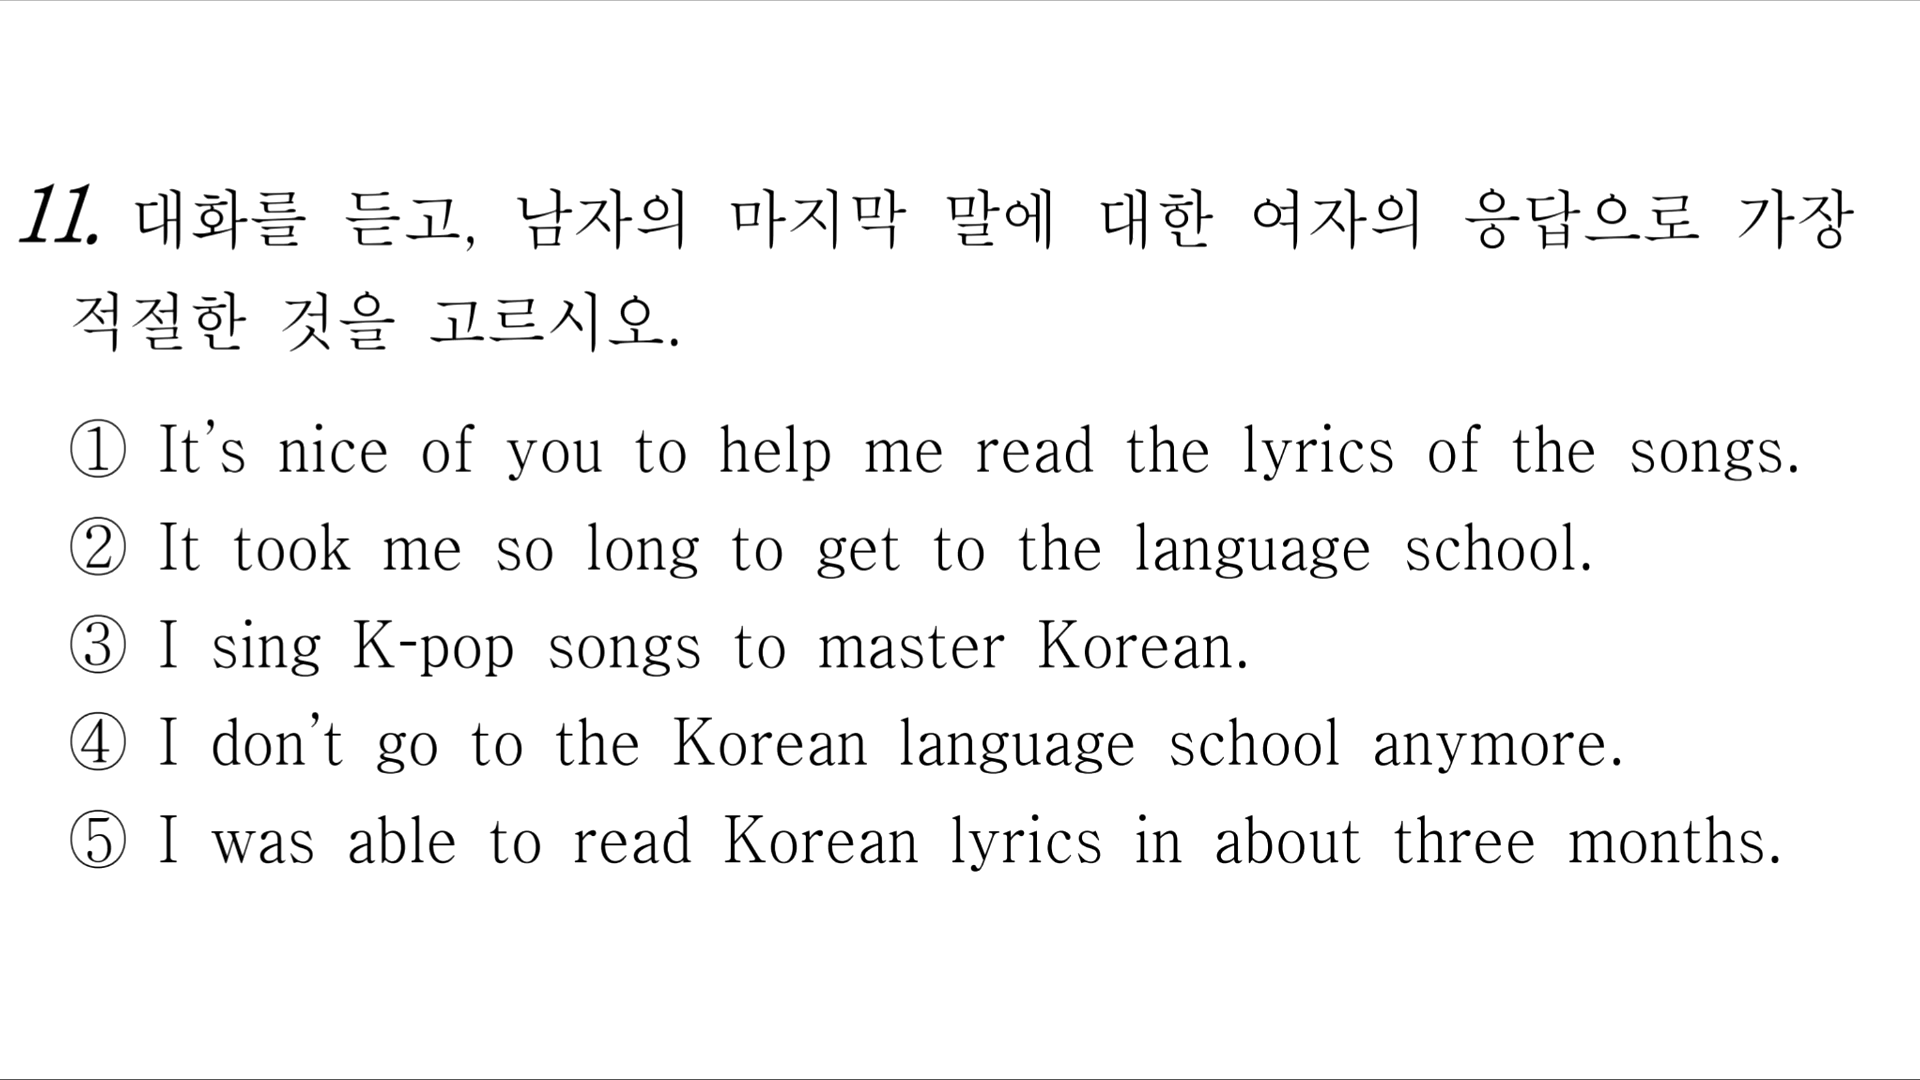 11. 대화를 듣고, 남자의 마지막 말에 대한 여자의 응답으로 가장
적절한 것을 고르시오.
① It's nice of you to help me read the lyrics of the songs.
② It took me so long to get to the language school.
③ I sing K-pop songs to master Korean.
④ I don't go to the Korean language school anymore.
⑤ I was able to read Korean lyrics in about three months.